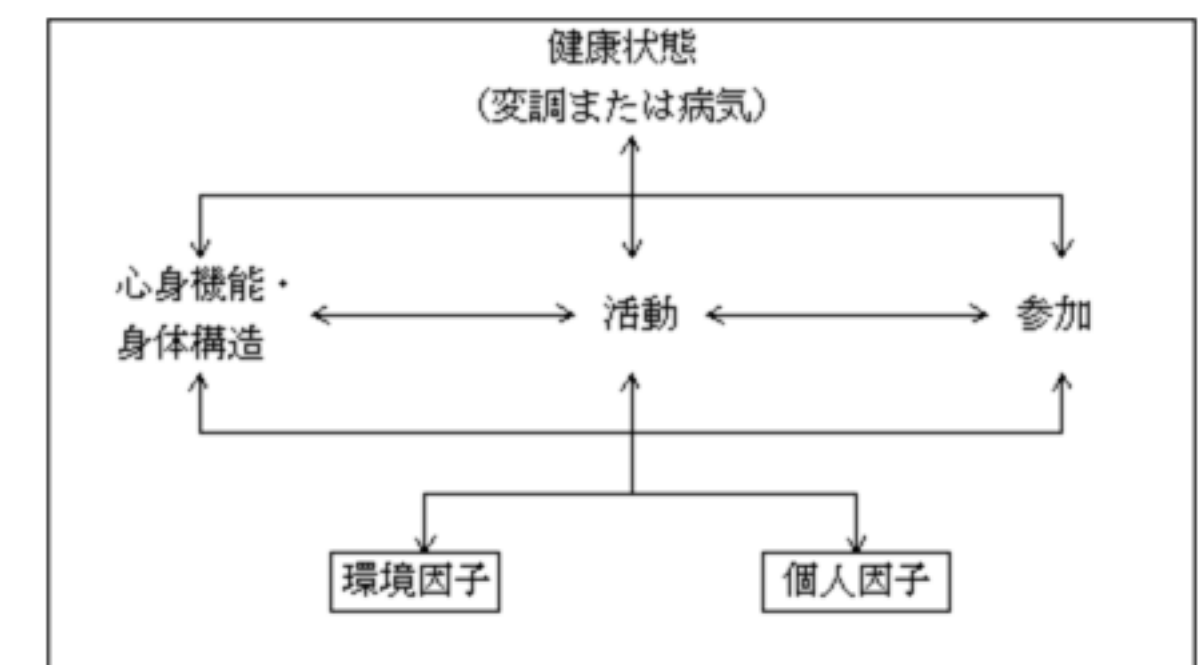 健康状態
（変調または病気）
心身機能・
身体構造
活動
参加
環境因子
個人因子